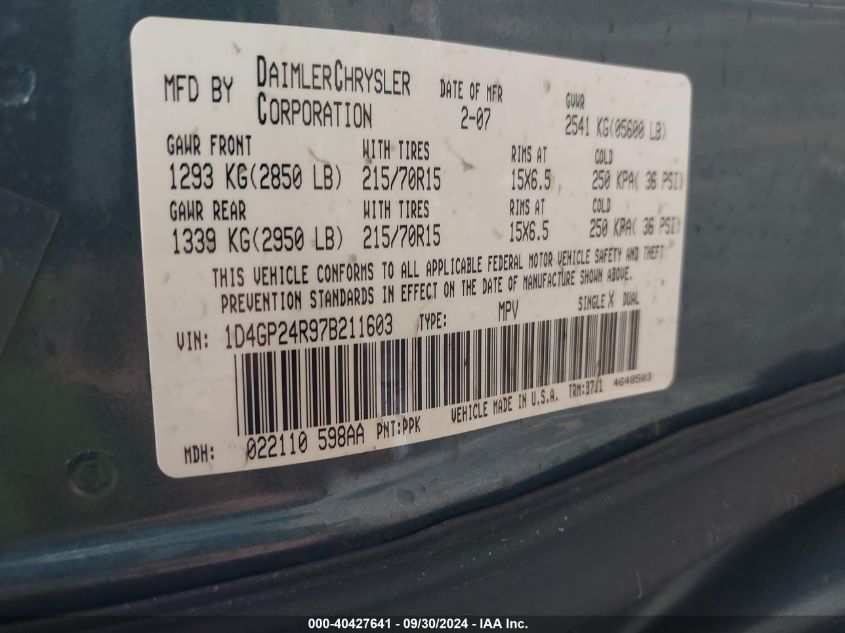 MFD BY DAIMLERCHRYSLER CORPORATION DATE OF MFR 2-07 GVWR 2541 KG(05600 LB)
GAWR FRONT WITH TIRES RIMS AT COLD
1293 KG(2850 LB) 215/70R15 15X6.5 250 KPA( 36 PSI)
GAWR REAR WITH TIRES RIMS AT COLD
1339 KG(2950 LB) 215/70R15 15X6.5 250 KPA( 36 PSI)
THIS VEHICLE CONFORMS TO ALL APPLICABLE FEDERAL MOTOR VEHICLE SAFETY AND THEFT
PREVENTION STANDARDS IN EFFECT ON THE DATE OF MANUFACTURE SHOWN ABOVE.
VIN: 1D4GP24R97B211603 TYPE: MPV SINGLE X DUAL
MDH: 022110 598AA PNT:PPK VEHICLE MADE IN U.S.A. TRM:B7J1 4648503
000-40427641 - 09/30/2024 - IAA Inc.